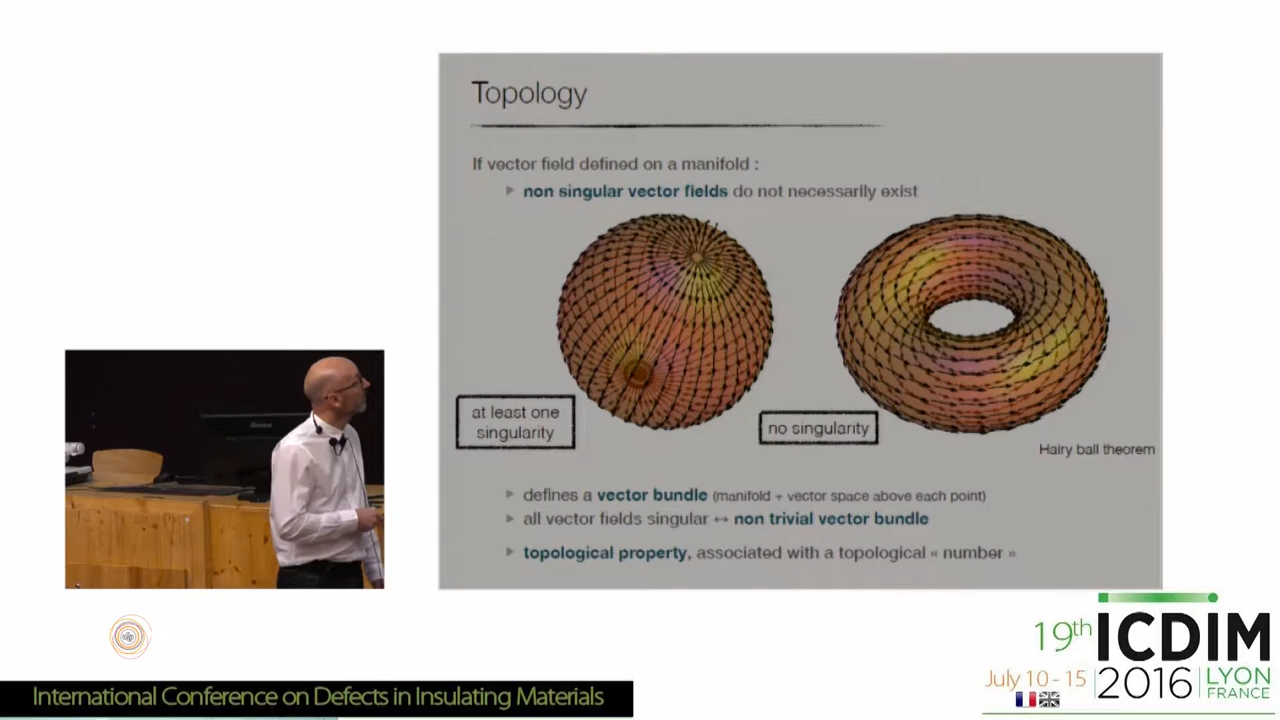 Topology
If vector field defined on a manifold :
non singular vector fields do not necessarily exist
at least one
singularity
no singularity
Hairy ball theorem
defines a vector bundle (manifold + vector space above each point)
all vector fields singular ↔ non trivial vector bundle
topological property, associated with a topological « number »
19th ICDIM
July 10 - 15 2016 LYON
FRANCE
International Conference on Defects in Insulating Materials